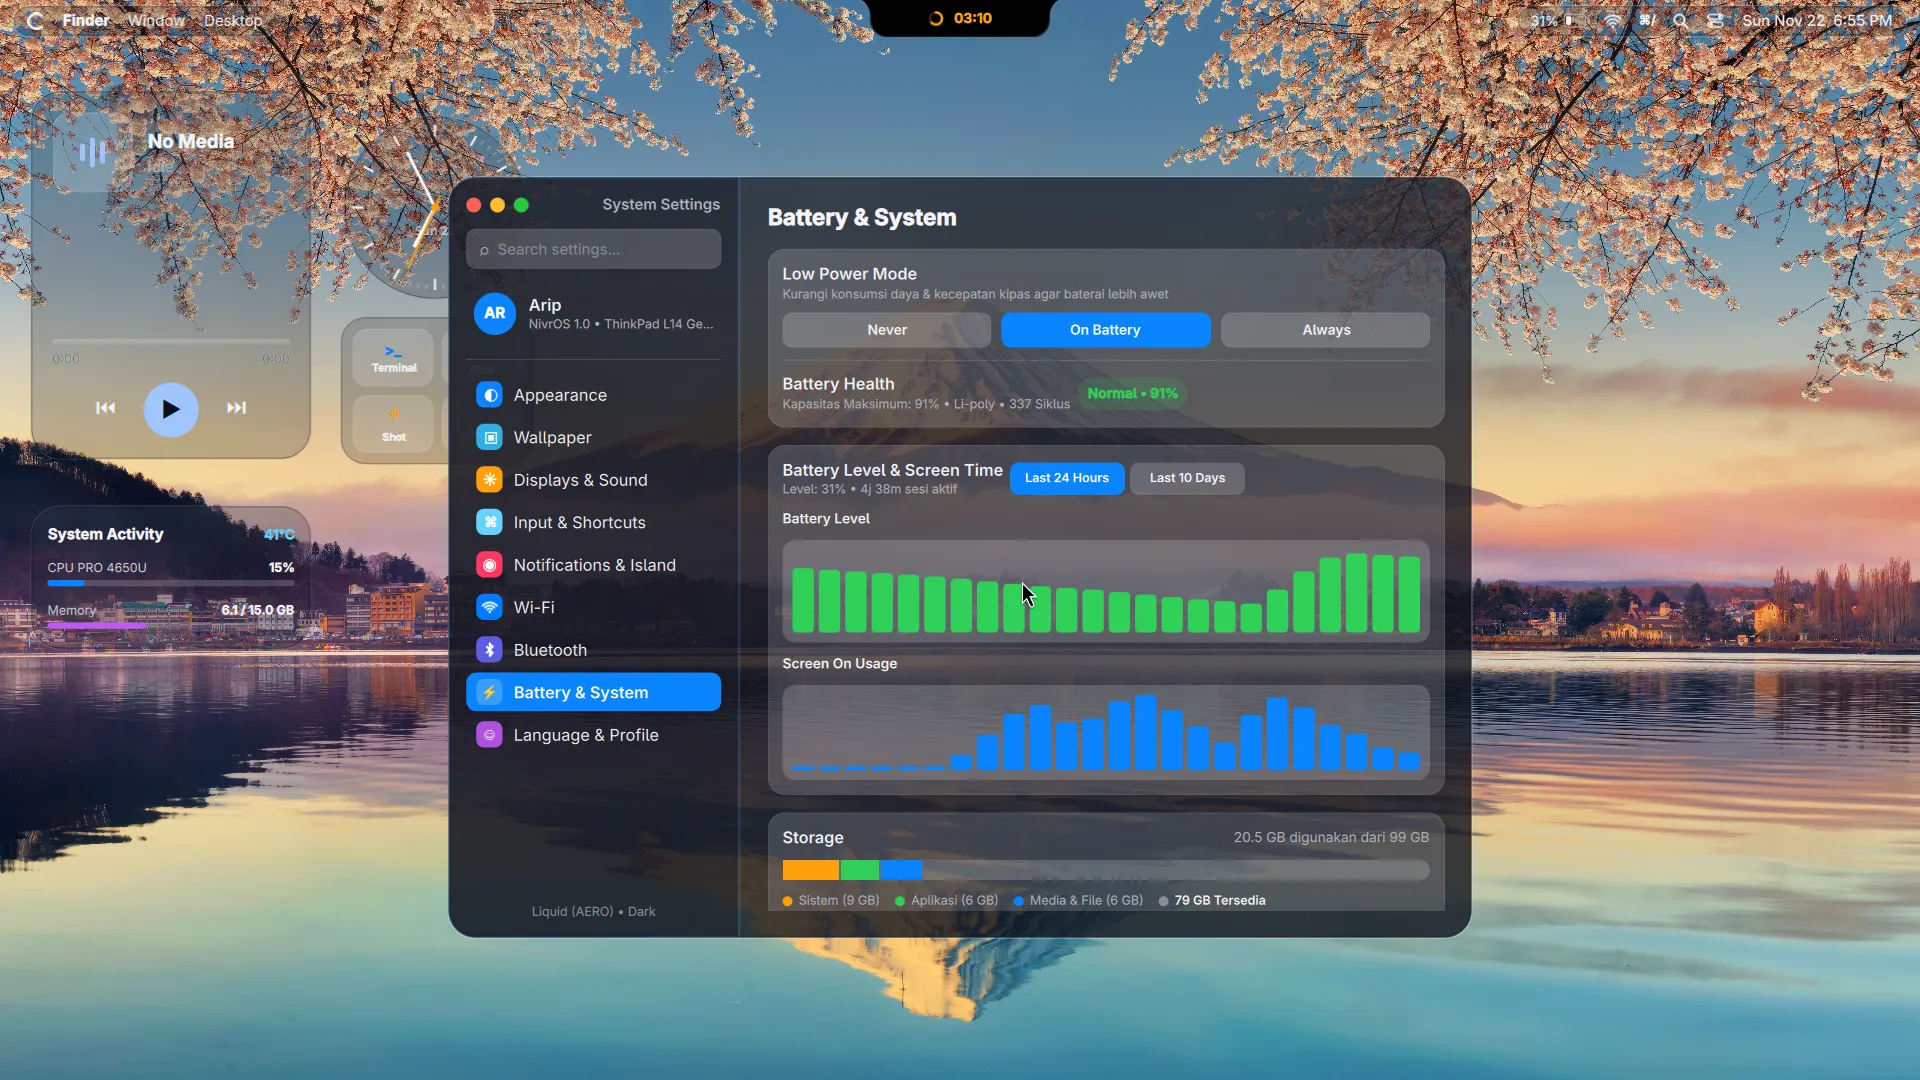 Finder Window Desktop
03:10
31% ⌘/ Sun Nov 22 6:55 PM
No Media
0:00 0:00
Terminal
Shot
System Activity 41°C
CPU PRO 4650U 15%
Memory 6.1 / 15.0 GB
System Settings
Search settings...
AR
Arip
NivrOS 1.0 • ThinkPad L14 Ge...
Appearance
Wallpaper
Displays & Sound
Input & Shortcuts
Notifications & Island
Wi-Fi
Bluetooth
Battery & System
Language & Profile
Liquid (AERO) • Dark
Battery & System
Low Power Mode
Kurangi konsumsi daya & kecepatan kipas agar baterai lebih awet
Never On Battery Always
Battery Health
Kapasitas Maksimum: 91% • Li-poly • 337 Siklus
Normal • 91%
Battery Level & Screen Time
Level: 31% • 4j 38m sesi aktif
Last 24 Hours Last 10 Days
Battery Level
Screen On Usage
Storage 20.5 GB digunakan dari 99 GB
Sistem (9 GB) Aplikasi (6 GB) Media & File (6 GB) 79 GB Tersedia